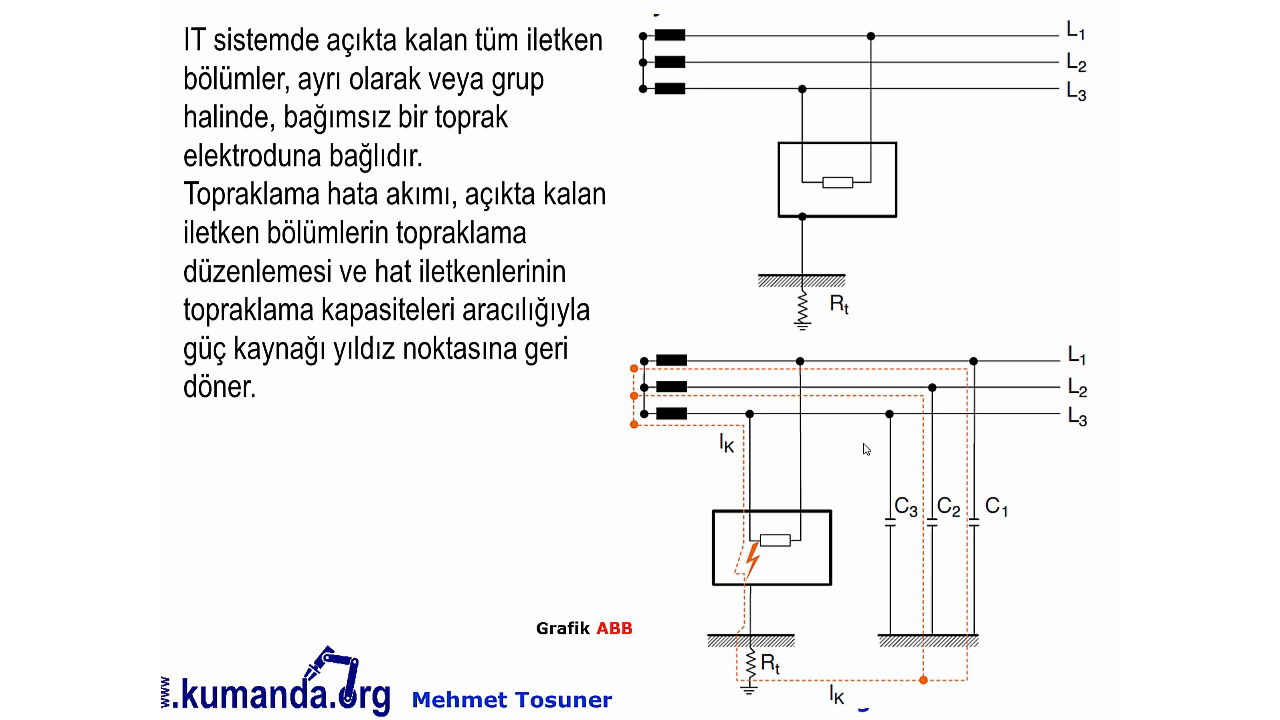 IT sistemde açıkta kalan tüm iletken
bölümler, ayrı olarak veya grup
halinde, bağımsız bir toprak
elektroduna bağlıdır.
Topraklama hata akımı, açıkta kalan
iletken bölümlerin topraklama
düzenlemesi ve hat iletkenlerinin
topraklama kapasiteleri aracılığıyla
güç kaynağı yıldız noktasına geri
döner.
L1
L2
L3
Rt
L1
L2
L3
IK
C3 C2 C1
Rt
IK
Grafik ABB
www.kumanda.org
Mehmet Tosuner